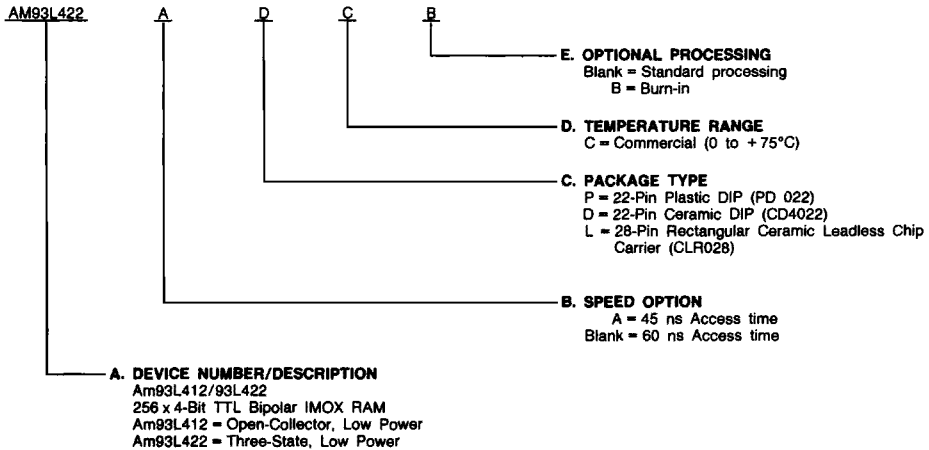 AM93L422 A D C B
E. OPTIONAL PROCESSING
Blank = Standard processing
B = Burn-in
D. TEMPERATURE RANGE
C = Commercial (0 to +75°C)
C. PACKAGE TYPE
P = 22-Pin Plastic DIP (PD 022)
D = 22-Pin Ceramic DIP (CD4022)
L = 28-Pin Rectangular Ceramic Leadless Chip
Carrier (CLR028)
B. SPEED OPTION
A = 45 ns Access time
Blank = 60 ns Access time
A. DEVICE NUMBER/DESCRIPTION
Am93L412/93L422
256 x 4-Bit TTL Bipolar IMOX RAM
Am93L412 = Open-Collector, Low Power
Am93L422 = Three-State, Low Power